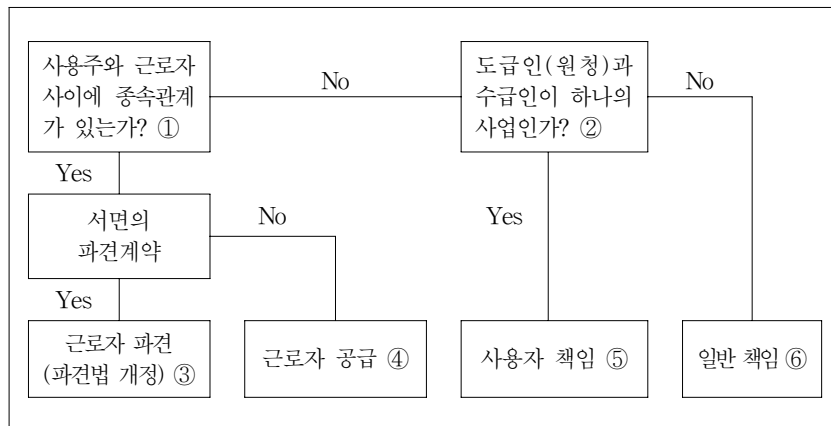 사용주와 근로자
사이에 종속관계
가 있는가? ①
No
도급인(원청)과
수급인이 하나의
사업인가? ②
No
Yes
서면의
파견계약
No
Yes
Yes
근로자 파견
(파견법 개정) ③
근로자 공급 ④
사용자 책임 ⑤
일반 책임 ⑥